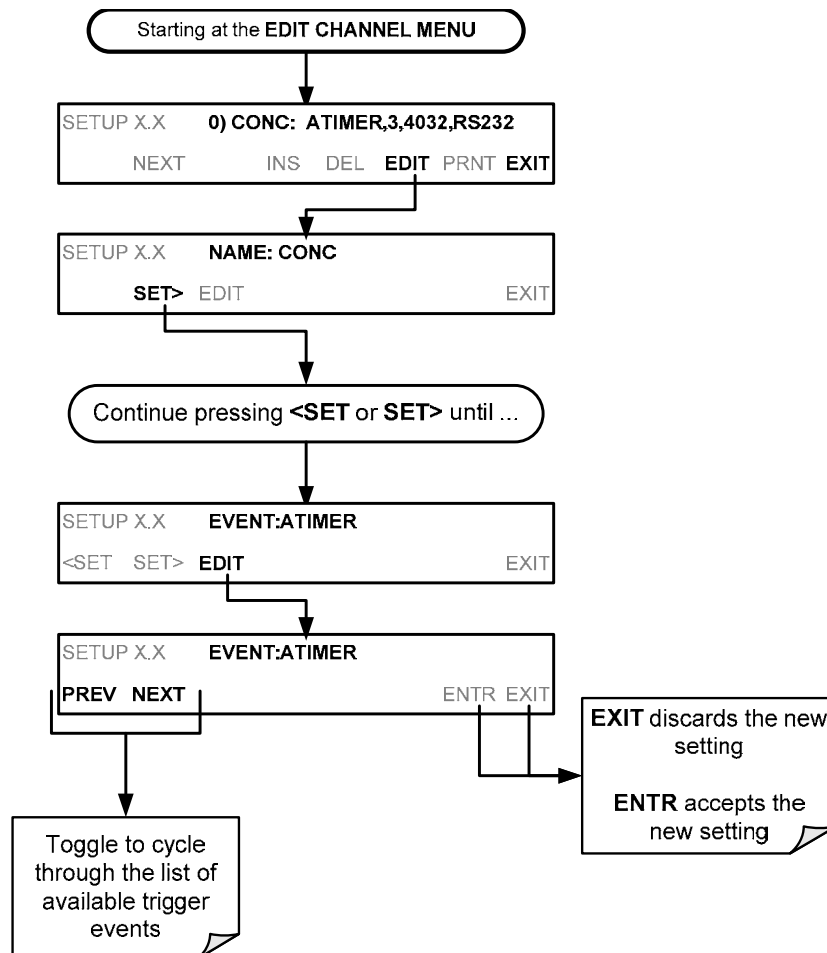 Starting at the EDIT CHANNEL MENU
SETUP X.X 0) CONC: ATIMER,3,4032,RS232
NEXT INS DEL EDIT PRNT EXIT
SETUP X.X NAME: CONC
SET> EDIT EXIT
Continue pressing <SET or SET> until ...
SETUP X.X EVENT:ATIMER
<SET SET> EDIT EXIT
SETUP X.X EVENT:ATIMER
PREV NEXT ENTR EXIT
EXIT discards the new
setting
ENTR accepts the
new setting
Toggle to cycle
through the list of
available trigger
events